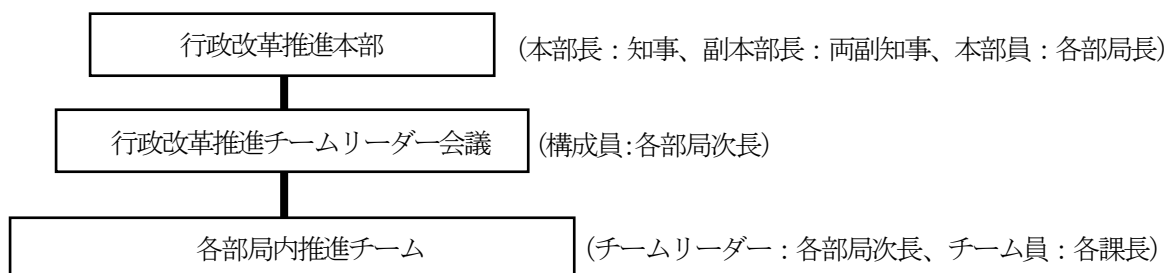 行政改革推進本部 (本部長：知事、副本部長：両副知事、本部員：各部局長)
行政改革推進チームリーダー会議 (構成員:各部局次長)
各部局内推進チーム (チームリーダー：各部局次長、チーム員：各課長)